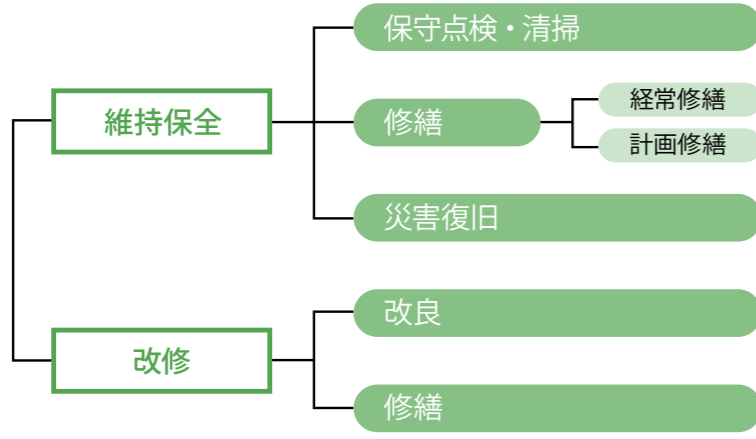 維持保全
保守点検・清掃
修繕
経常修繕
計画修繕
災害復旧
改修
改良
修繕